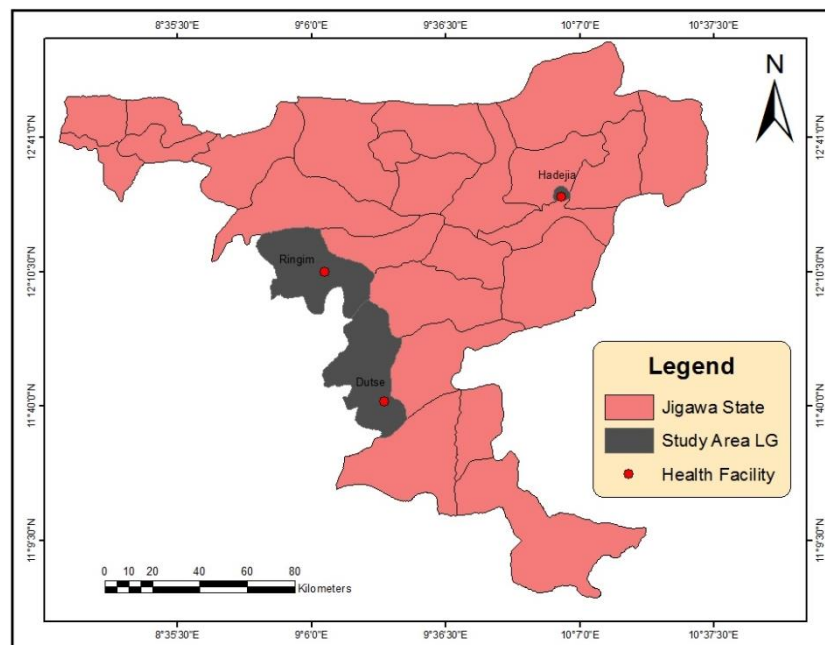 8°35'30"E 9°6'0"E 9°36'30"E 10°7'0"E 10°37'30"E
N
12°41'0"N 12°41'0"N
Hadejia
Ringim
12°10'30"N 12°10'30"N
Legend
Jigawa State
Study Area LG
Health Facility
Dutse
11°40'0"N 11°40'0"N
11°9'30"N 11°9'30"N
0 10 20 40 60 80
Kilometers
8°35'30"E 9°6'0"E 9°36'30"E 10°7'0"E 10°37'30"E